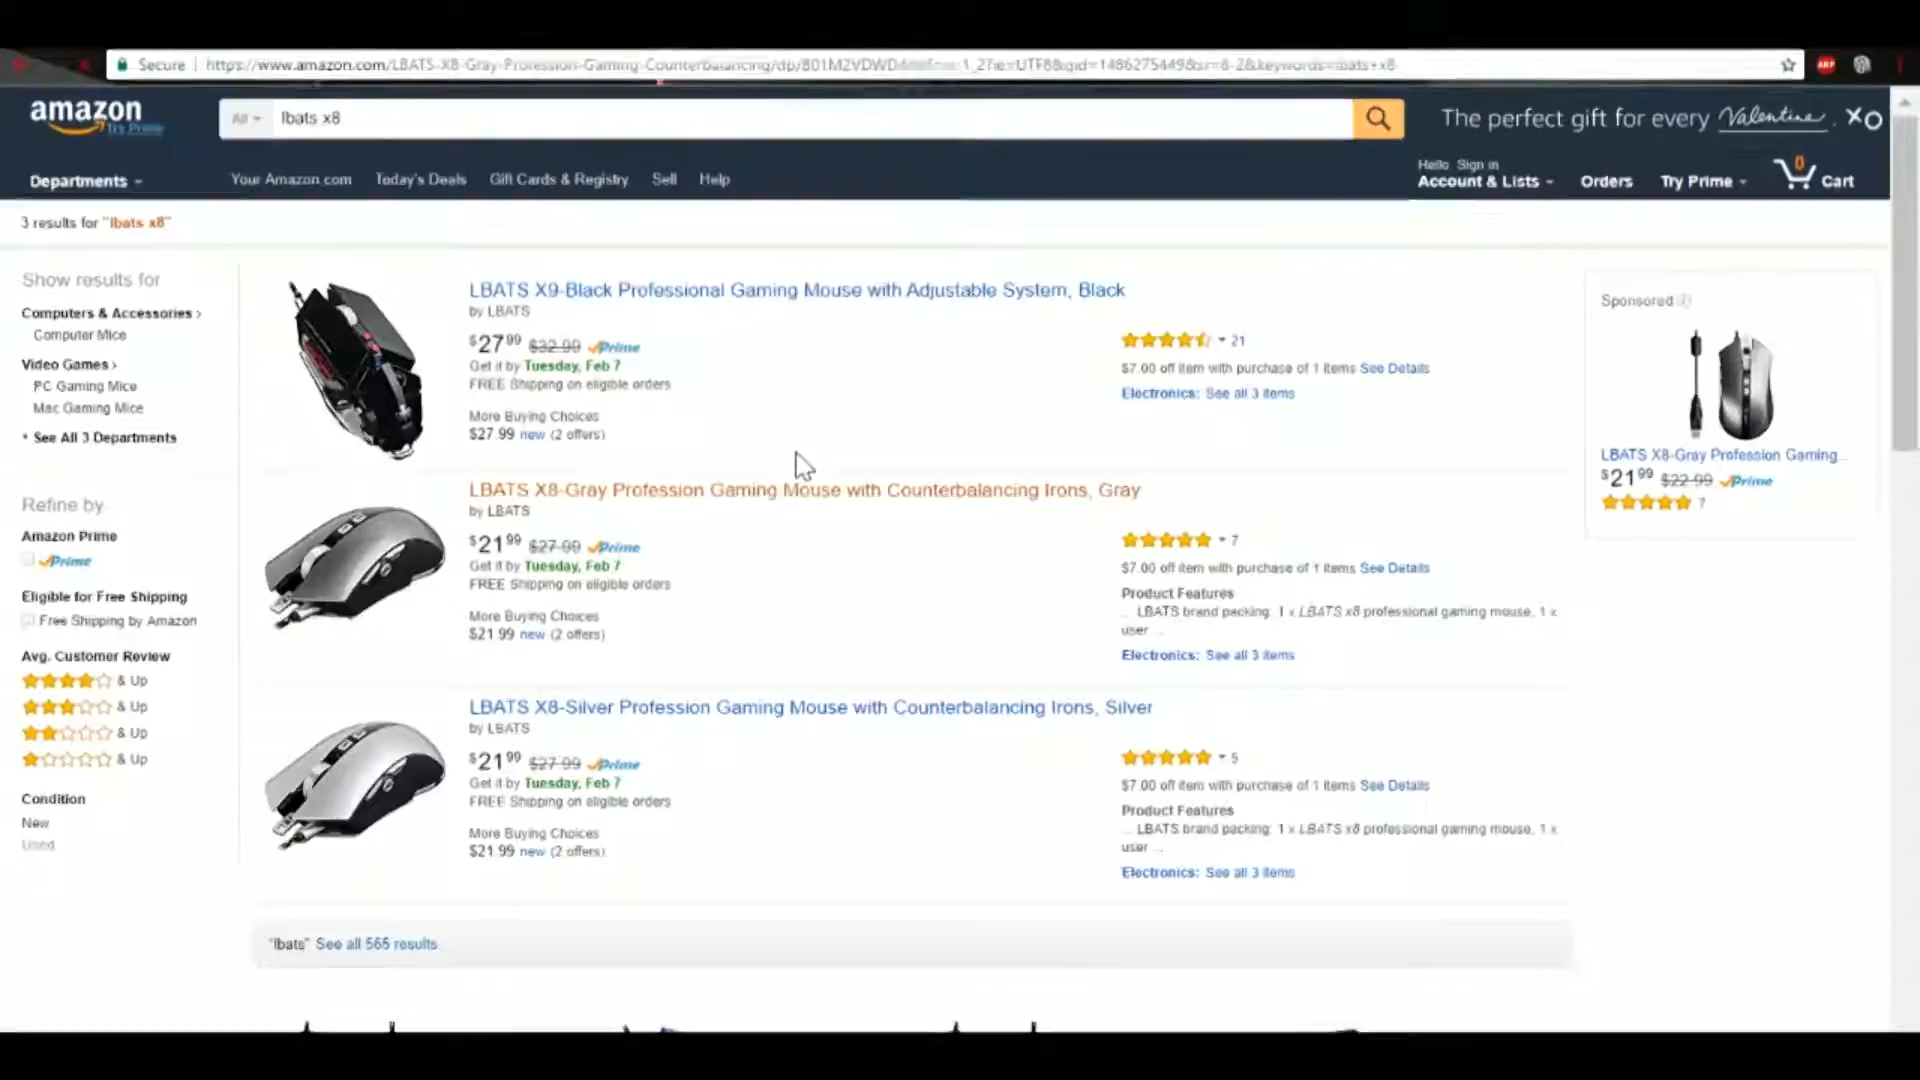 Secure
amazon
Try Prime
All
lbats x8
The perfect gift for every Valentine.
Departments
Your Amazon.com
Today's Deals
Gift Cards & Registry
Sell
Help
Hello. Sign in
Account & Lists
Orders
Try Prime
0
Cart
3 results for "lbats x8"
Show results for
Computers & Accessories ›
Computer Mice
Video Games ›
PC Gaming Mice
Mac Gaming Mice
+ See All 3 Departments
Refine by
Amazon Prime
Prime
Eligible for Free Shipping
Free Shipping by Amazon
Avg. Customer Review
& Up
& Up
& Up
& Up
Condition
New
Used
LBATS X9-Black Professional Gaming Mouse with Adjustable System, Black
by LBATS
$27.99 $32.99 Prime
Get it by Tuesday, Feb 7
FREE Shipping on eligible orders
More Buying Choices
$27.99 new (2 offers)
21
$7.00 off item with purchase of 1 items See Details
Electronics: See all 3 items
LBATS X8-Gray Profession Gaming Mouse with Counterbalancing Irons, Gray
by LBATS
$21.99 $27.99 Prime
Get it by Tuesday, Feb 7
FREE Shipping on eligible orders
More Buying Choices
$21.99 new (2 offers)
7
$7.00 off item with purchase of 1 items See Details
Product Features
... LBATS brand packing: 1 x LBATS x8 professional gaming mouse, 1 x
user ...
Electronics: See all 3 items
LBATS X8-Silver Profession Gaming Mouse with Counterbalancing Irons, Silver
by LBATS
$21.99 $27.99 Prime
Get it by Tuesday, Feb 7
FREE Shipping on eligible orders
More Buying Choices
$21.99 new (2 offers)
5
$7.00 off item with purchase of 1 items See Details
Product Features
... LBATS brand packing: 1 x LBATS x8 professional gaming mouse, 1 x
user ...
Electronics: See all 3 items
Sponsored
LBATS X8-Gray Profession Gaming...
$21.99 $22.99 Prime
7
"lbats" See all 565 results